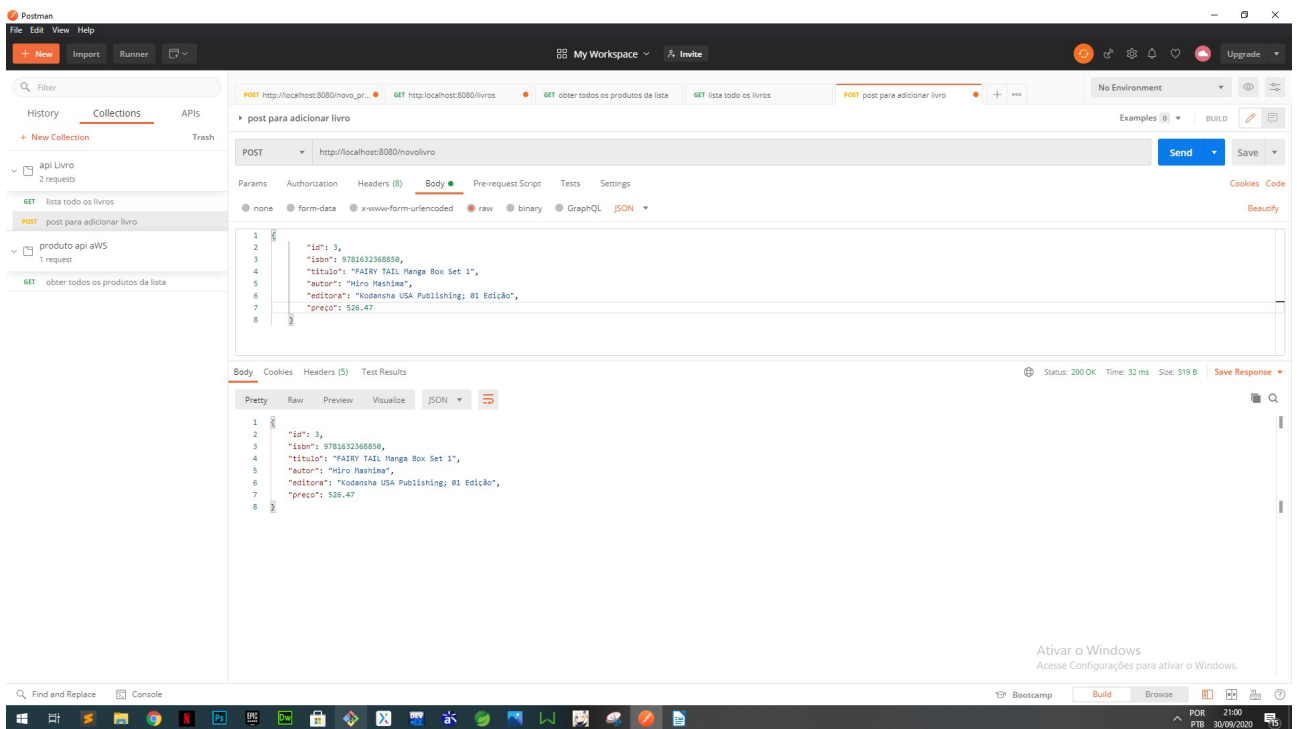 Postman
File Edit View Help
+ New Import Runner My Workspace Invite Upgrade
Filter
History Collections APIs
+ New Collection Trash
api Livro
2 requests
GET lista todo os livros
POST post para adicionar livro
produto api aWS
1 request
GET obter todos os produtos da lista
POST http://localhost:8080/novo_pr... GET http:localhost:8080/livros GET obter todos os produtos da lista GET lista todo os livros POST post para adicionar livro + ooo No Environment
post para adicionar livro Examples 0 BUILD
POST http://localhost:8080/novolivro Send Save
Params Authorization Headers (8) Body Pre-request Script Tests Settings Cookies Code
none form-data x-www-form-urlencoded raw binary GraphQL JSON Beautify
1 {
2 "id": 3,
3 "isbn": 9781632368850,
4 "titulo": "FAIRY TAIL Manga Box Set 1",
5 "autor": "Hiro Mashima",
6 "editora": "Kodansha USA Publishing; 01 Edição",
7 "preço": 526.47
8 }
Body Cookies Headers (5) Test Results Status: 200 OK Time: 32 ms Size: 319 B Save Response
Pretty Raw Preview Visualize JSON
1 {
2 "id": 3,
3 "isbn": 9781632368850,
4 "titulo": "FAIRY TAIL Manga Box Set 1",
5 "autor": "Hiro Mashima",
6 "editora": "Kodansha USA Publishing; 01 Edição",
7 "preço": 526.47
8 }
Ativar o Windows
Acesse Configurações para ativar o Windows.
Find and Replace Console Bootcamp Build Browse
N Ps EPIC GAMES Dw
POR 21:00
PTB 30/09/2020 15